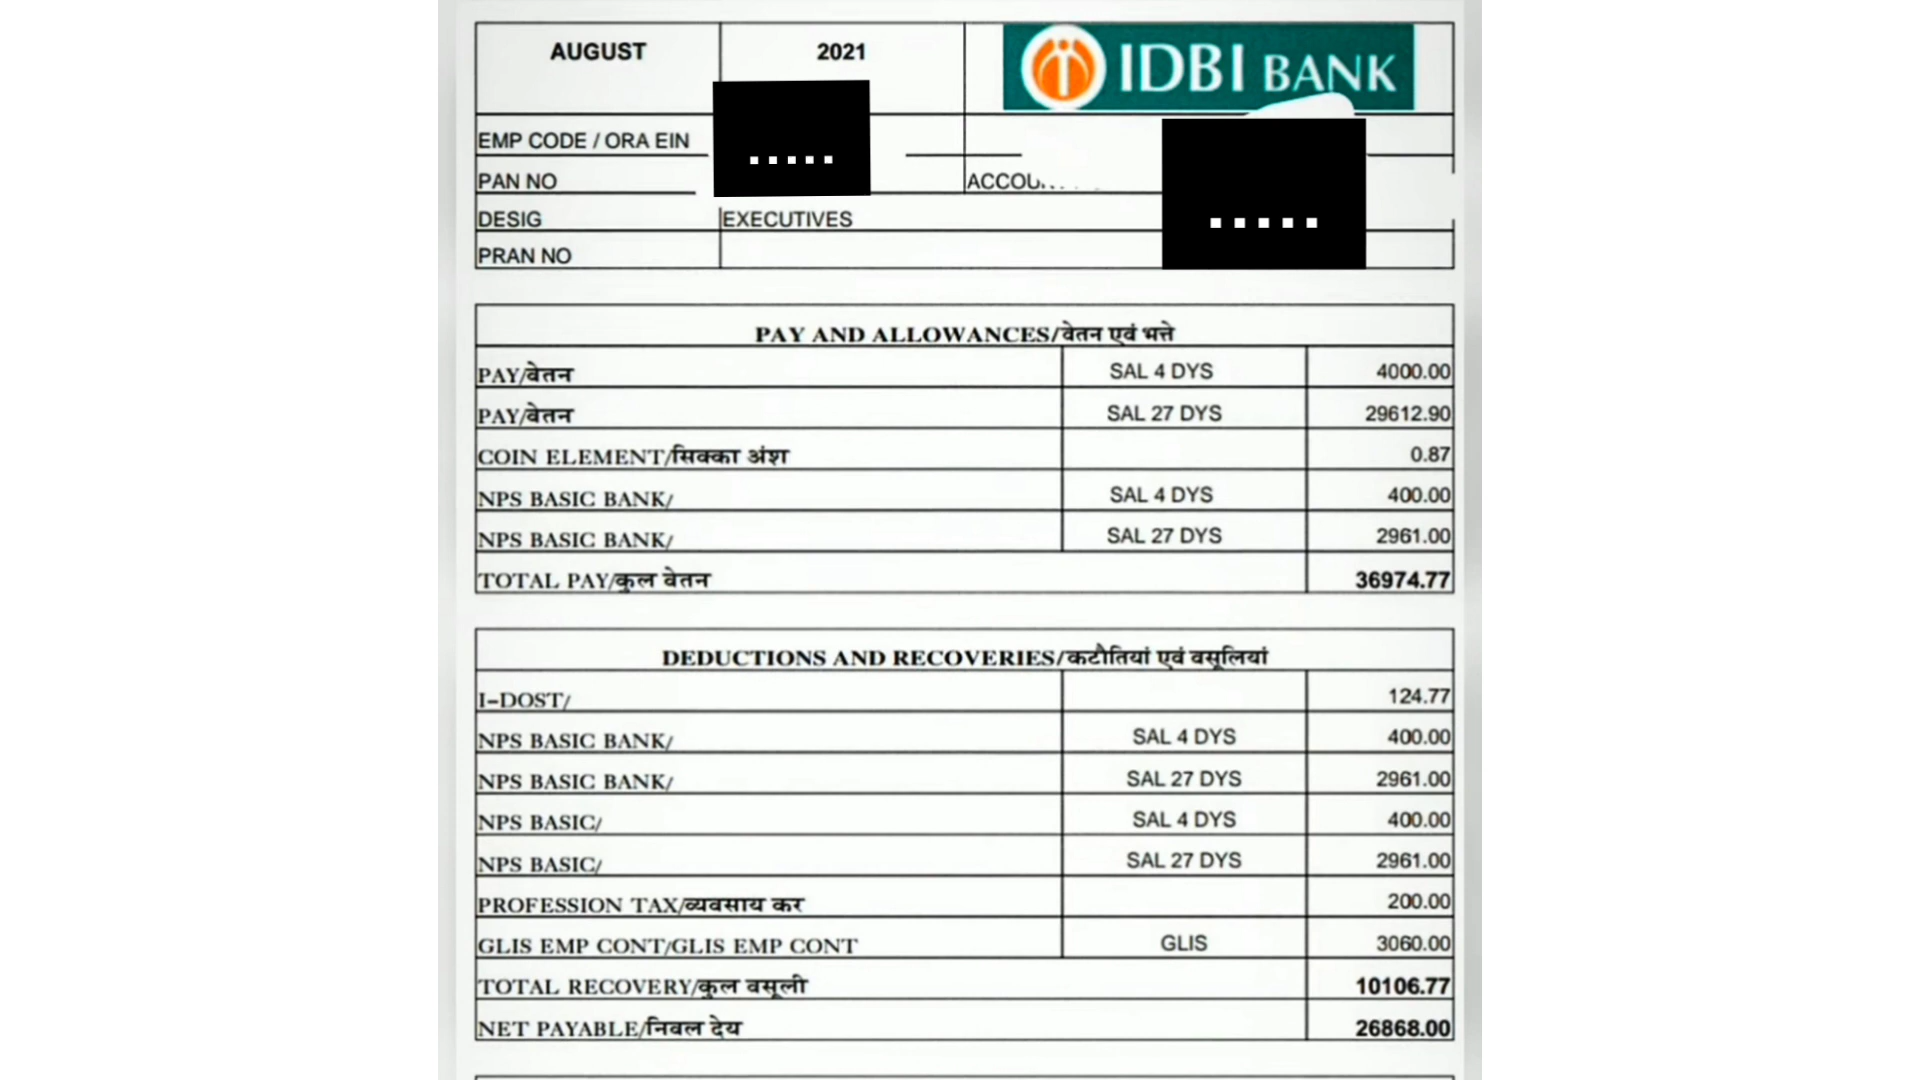 AUGUST 2021 IDBI BANK
EMP CODE / ORA EIN
PAN NO
DESIG EXECUTIVES
PRAN NO
PAY AND ALLOWANCES/वेतन एवं भत्ते
PAY/वेतन SAL 4 DYS 4000.00
PAY/वेतन SAL 27 DYS 29612.90
COIN ELEMENT/सिक्का अंश 0.87
NPS BASIC BANK/ SAL 4 DYS 400.00
NPS BASIC BANK/ SAL 27 DYS 2961.00
TOTAL PAY/कुल वेतन 36974.77
DEDUCTIONS AND RECOVERIES/कटौतियां एवं वसूलियां
I-DOST/ 124.77
NPS BASIC BANK/ SAL 4 DYS 400.00
NPS BASIC BANK/ SAL 27 DYS 2961.00
NPS BASIC/ SAL 4 DYS 400.00
NPS BASIC/ SAL 27 DYS 2961.00
PROFESSION TAX/व्यवसाय कर 200.00
GLIS EMP CONT/GLIS EMP CONT GLIS 3060.00
TOTAL RECOVERY/कुल वसूली 10106.77
NET PAYABLE/निवल देय 26868.00